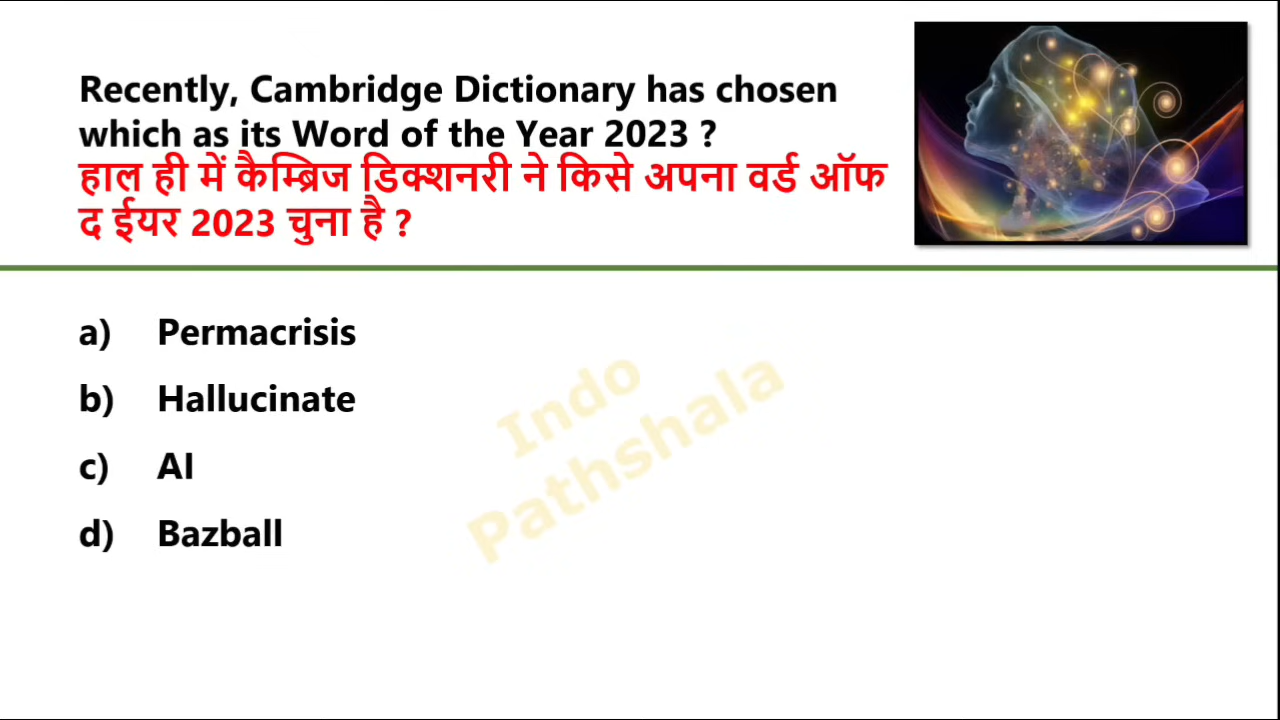 Recently, Cambridge Dictionary has chosen
which as its Word of the Year 2023 ?
हाल ही में कैम्ब्रिज डिक्शनरी ने किसे अपना वर्ड ऑफ
द ईयर 2023 चुना है ?
a) Permacrisis
b) Hallucinate
c) AI
d) Bazball
Indo
Pathshala